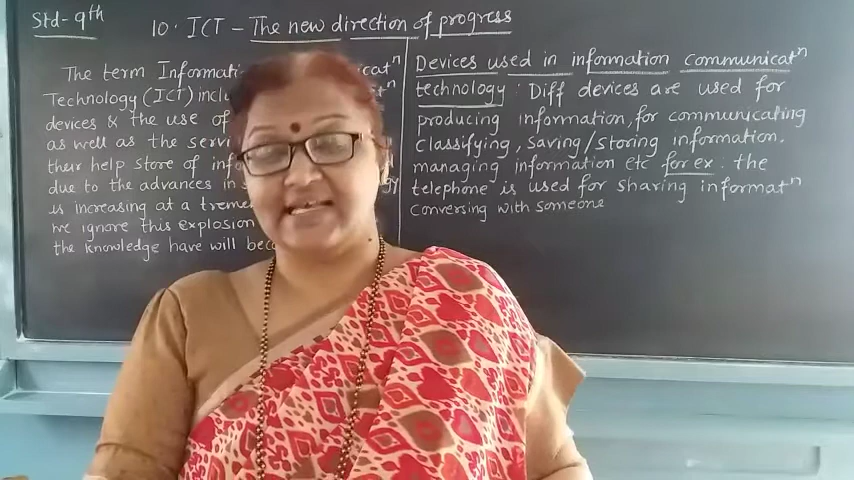 Std- 9th
10. ICT – The new direction of progress
The term Informati catⁿ
Technology (ICT) inclu
devices & the use of
as well as the serv
their help store of info
due to the advances in s gy
is increasing at a treme
we ignore this explosion
the knowledge have will bec
Devices used in information communicatⁿ
technology : Diff devices are used for
producing information, for communicating
classifying, saving/storing information.
managing information etc for ex : the
telephone is used for sharing informatⁿ
conversing with someone